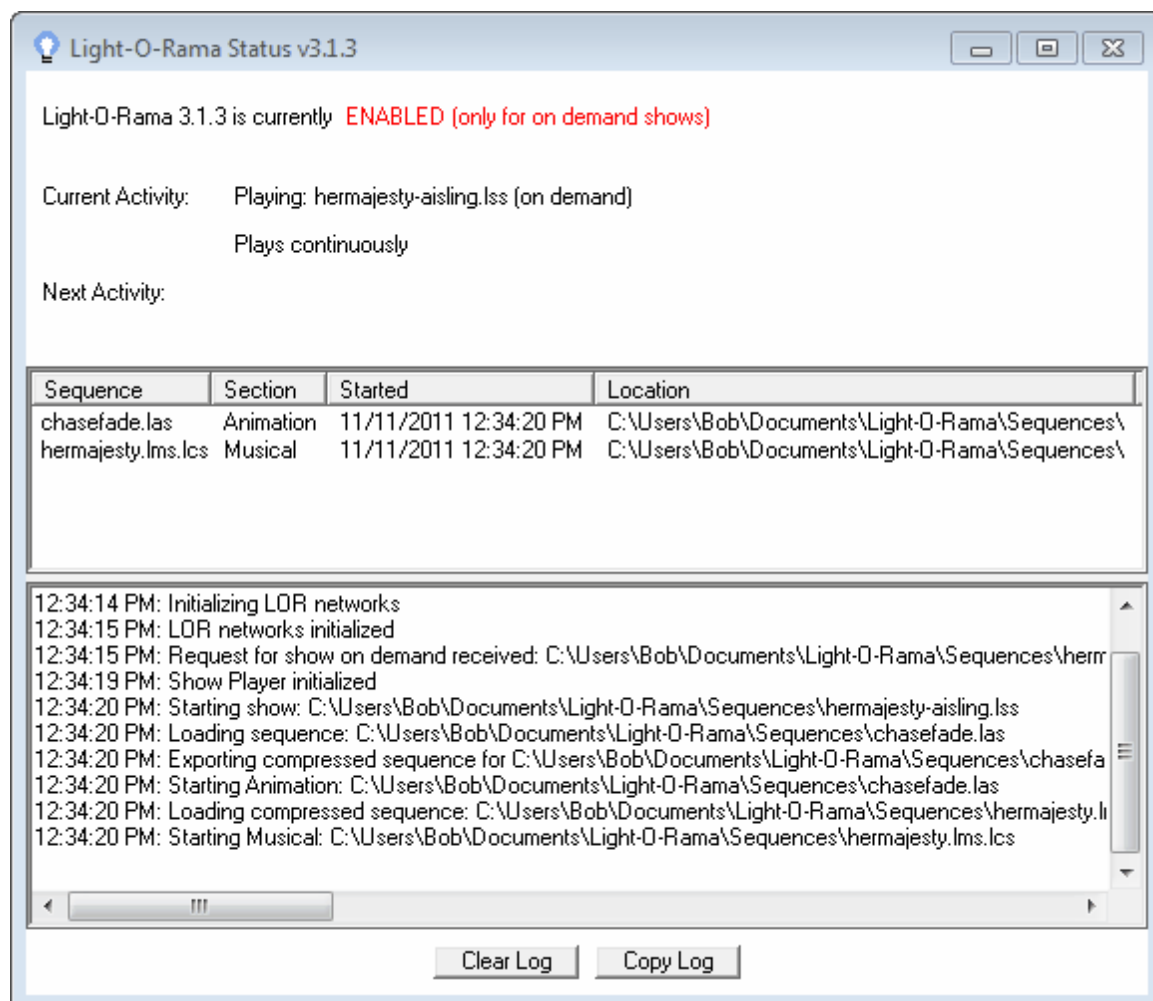 Light-O-Rama Status v3.1.3
Light-O-Rama 3.1.3 is currently ENABLED (only for on demand shows)
Current Activity: Playing: hermajesty-aisling.lss (on demand)
Plays continuously
Next Activity:
Sequence Section Started Location
chasefade.las Animation 11/11/2011 12:34:20 PM C:\Users\Bob\Documents\Light-O-Rama\Sequences\
hermajesty.lms.lcs Musical 11/11/2011 12:34:20 PM C:\Users\Bob\Documents\Light-O-Rama\Sequences\
12:34:14 PM: Initializing LOR networks
12:34:15 PM: LOR networks initialized
12:34:15 PM: Request for show on demand received: C:\Users\Bob\Documents\Light-O-Rama\Sequences\herm
12:34:19 PM: Show Player initialized
12:34:20 PM: Starting show: C:\Users\Bob\Documents\Light-O-Rama\Sequences\hermajesty-aisling.lss
12:34:20 PM: Loading sequence: C:\Users\Bob\Documents\Light-O-Rama\Sequences\chasefade.las
12:34:20 PM: Exporting compressed sequence for C:\Users\Bob\Documents\Light-O-Rama\Sequences\chasefa
12:34:20 PM: Starting Animation: C:\Users\Bob\Documents\Light-O-Rama\Sequences\chasefade.las
12:34:20 PM: Loading compressed sequence: C:\Users\Bob\Documents\Light-O-Rama\Sequences\hermajesty.l
12:34:20 PM: Starting Musical: C:\Users\Bob\Documents\Light-O-Rama\Sequences\hermajesty.lms.lcs
Clear Log Copy Log